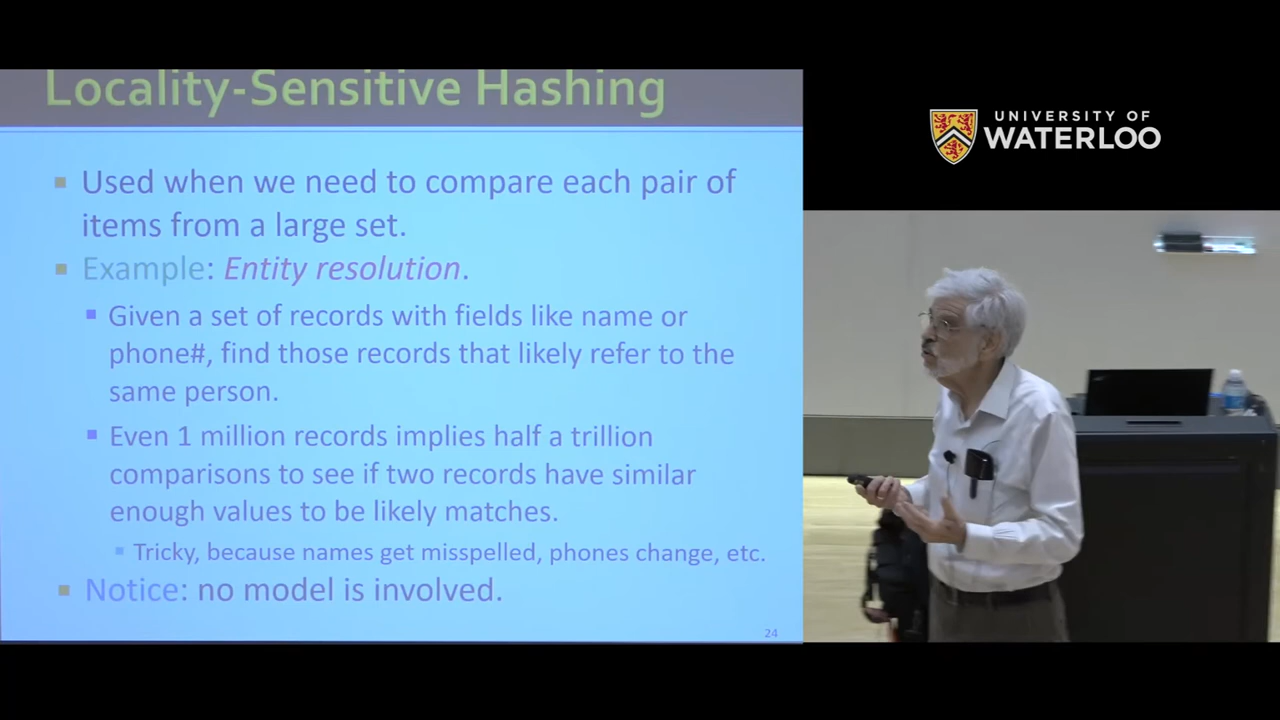 Locality-Sensitive Hashing
UNIVERSITY OF
WATERLOO
Used when we need to compare each pair of
items from a large set.
Example: Entity resolution.
Given a set of records with fields like name or
phone#, find those records that likely refer to the
same person.
Even 1 million records implies half a trillion
comparisons to see if two records have similar
enough values to be likely matches.
Tricky, because names get misspelled, phones change, etc.
Notice: no model is involved.
24